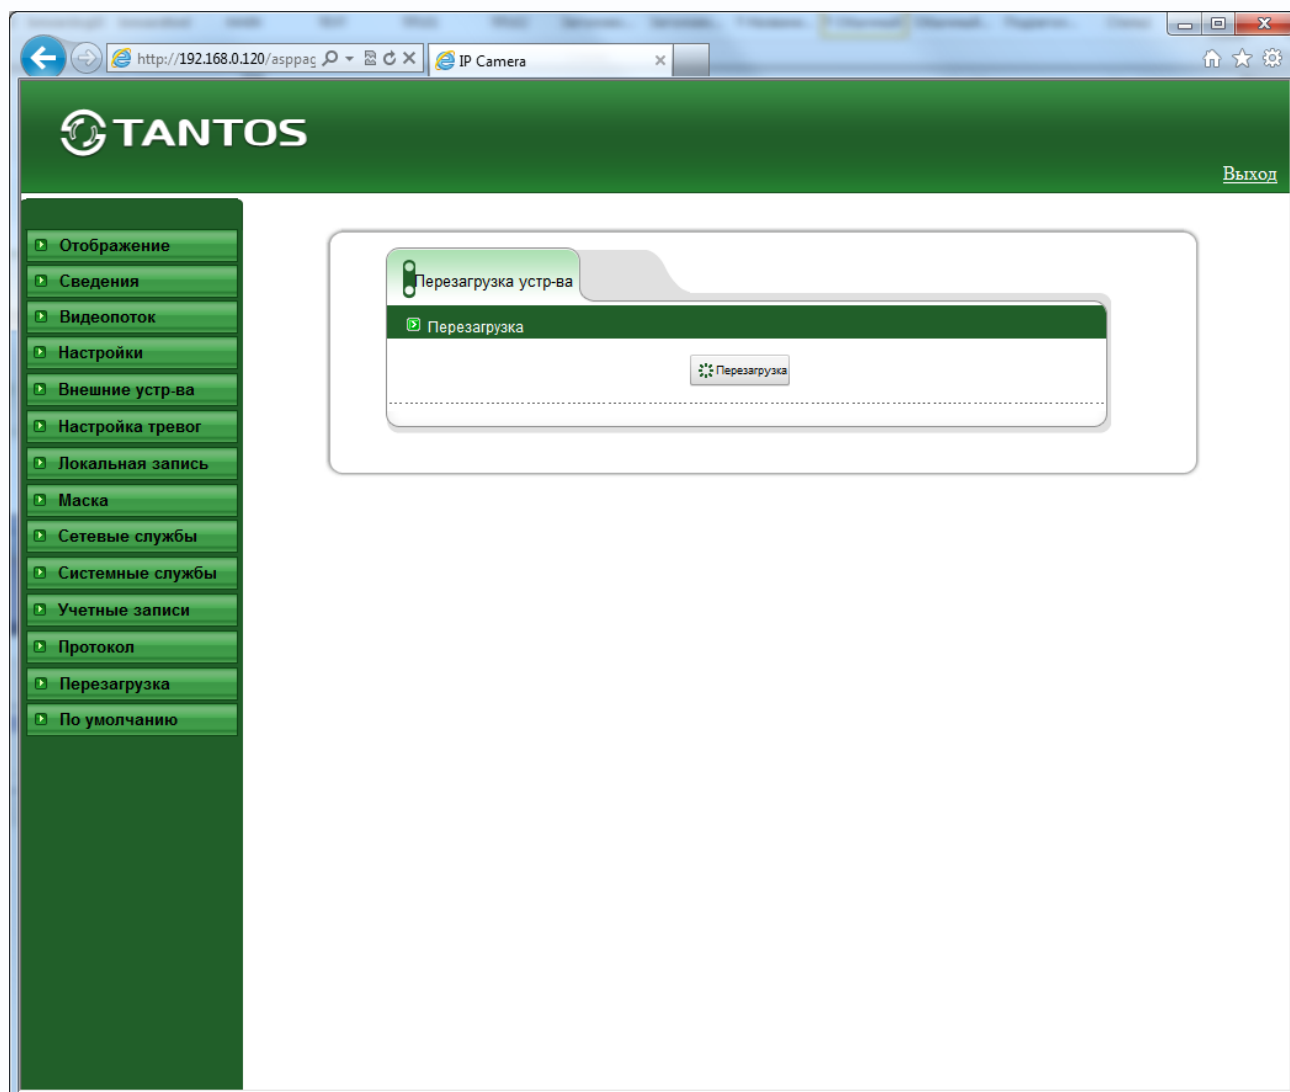 http://192.168.0.120/asppag
IP Camera
TANTOS
Выход
Отображение
Сведения
Видеопоток
Настройки
Внешние устр-ва
Настройка тревог
Локальная запись
Маска
Сетевые службы
Системные службы
Учетные записи
Протокол
Перезагрузка
По умолчанию
Перезагрузка устр-ва
Перезагрузка
Перезагрузка